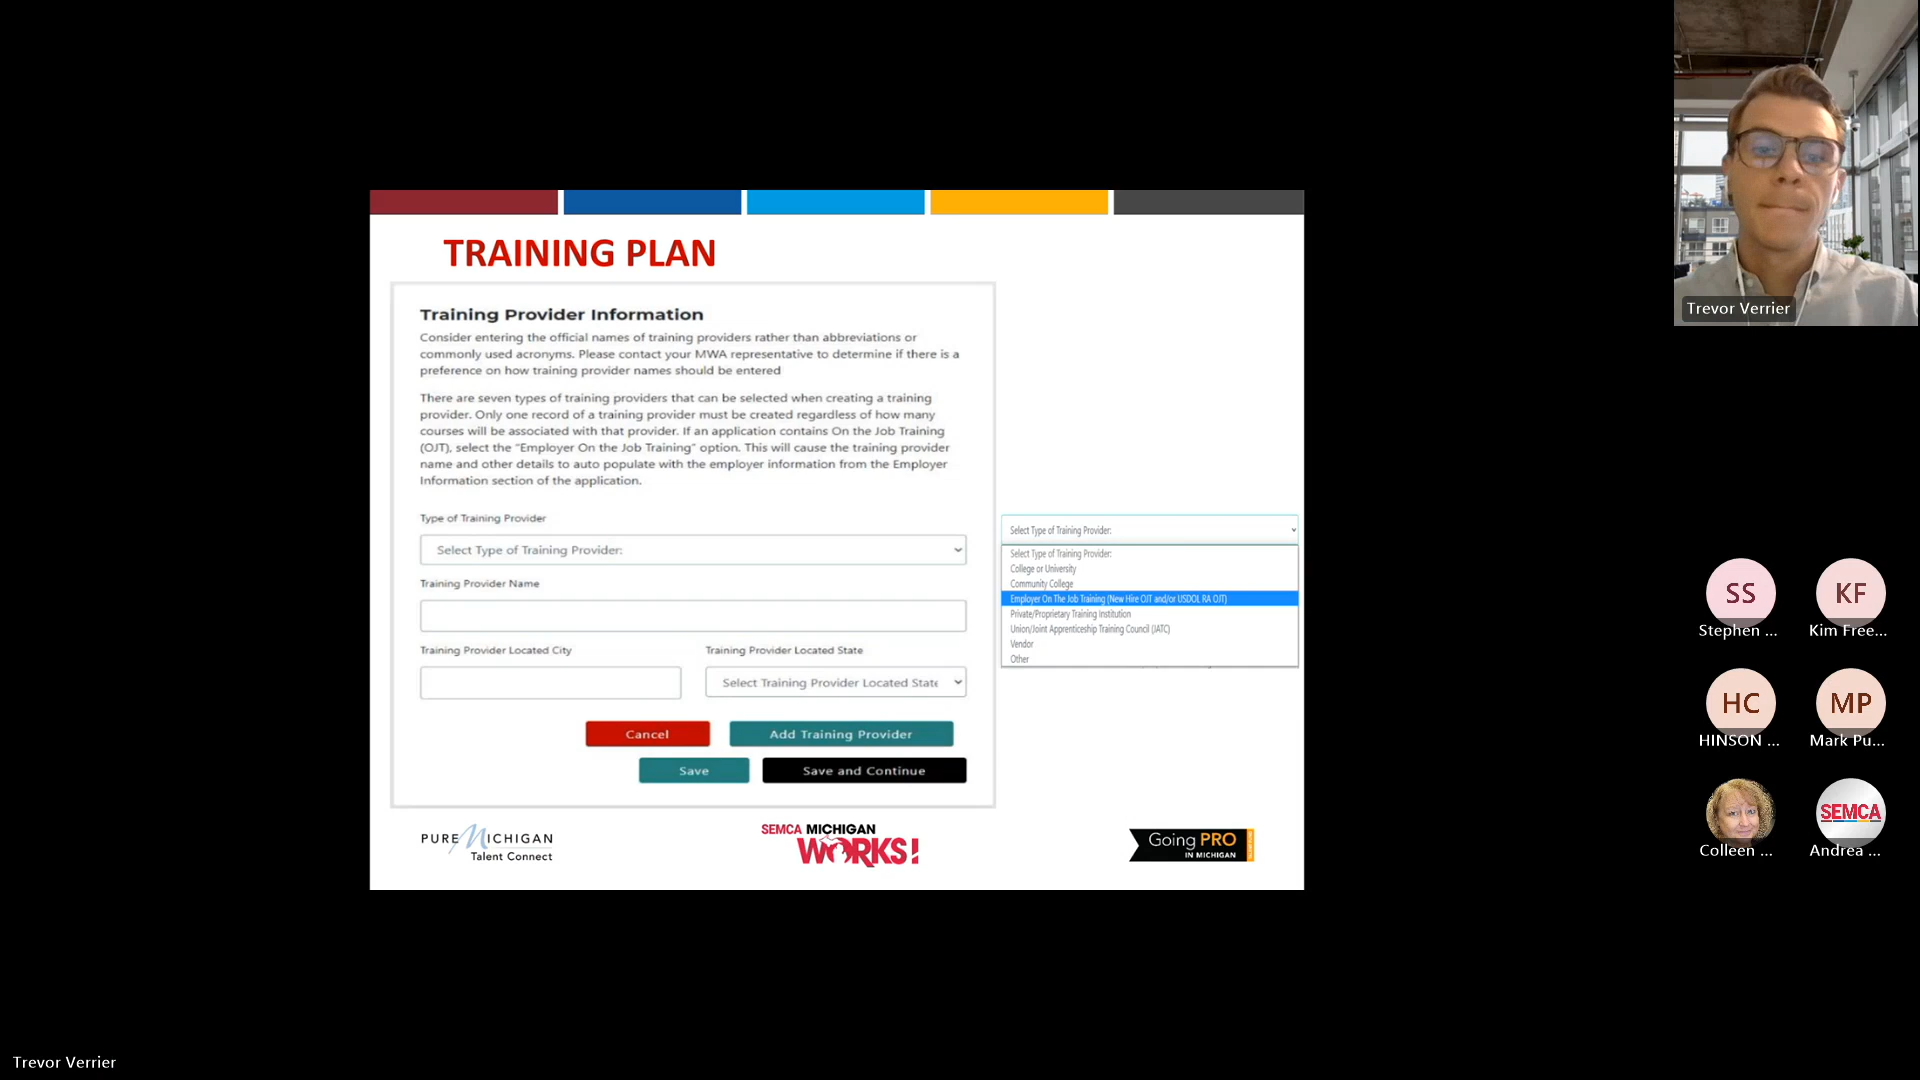 TRAINING PLAN
Training Provider Information
Consider entering the official names of training providers rather than abbreviations or
commonly used acronyms. Please contact your MWA representative to determine if there is a
preference on how training provider names should be entered
There are seven types of training providers that can be selected when creating a training
provider. Only one record of a training provider must be created regardless of how many
courses will be associated with that provider. If an application contains On the Job Training
(OJT), select the "Employer On the Job Training" option. This will cause the training provider
name and other details to auto populate with the employer information from the Employer
Information section of the application.
Type of Training Provider
Select Type of Training Provider:
Training Provider Name
Training Provider Located City
Training Provider Located State
Select Training Provider Located State
Cancel
Add Training Provider
Save
Save and Continue
Select Type of Training Provider:
Select Type of Training Provider:
College or University
Community College
Employer On The Job Training (New Hire OJT and/or USDOL RA OJT)
Private/Proprietary Training Institution
Union/Joint Apprenticeship Training Council (JATC)
Vendor
Other
PURE MICHIGAN
Talent Connect
SEMCA MICHIGAN
WORKS!
Going PRO
IN MICHIGAN
Trevor Verrier
SS
Stephen ...
KF
Kim Free...
HC
HINSON ...
MP
Mark Pu...
Colleen ...
SEMCA
Andrea ...
Trevor Verrier